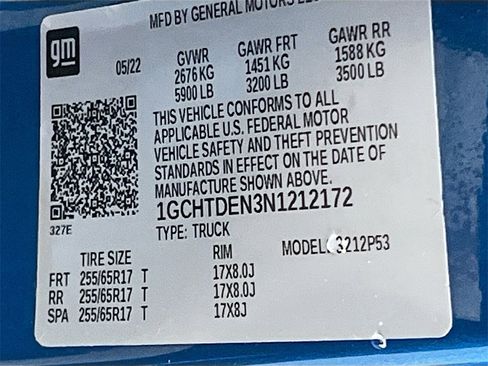 MFD BY GENERAL MOTORS LLC
gm
05/22
GVWR GAWR FRT GAWR RR
2676 KG 1451 KG 1588 KG
5900 LB 3200 LB 3500 LB
THIS VEHICLE CONFORMS TO ALL
APPLICABLE U.S. FEDERAL MOTOR
VEHICLE SAFETY AND THEFT PREVENTION
STANDARDS IN EFFECT ON THE DATE OF
MANUFACTURE SHOWN ABOVE.
1GCHTDEN3N1212172
327E
TYPE: TRUCK
TIRE SIZE RIM MODEL: 3212P53
FRT 255/65R17 T 17X8.0J
RR 255/65R17 T 17X8.0J
SPA 255/65R17 T 17X8J